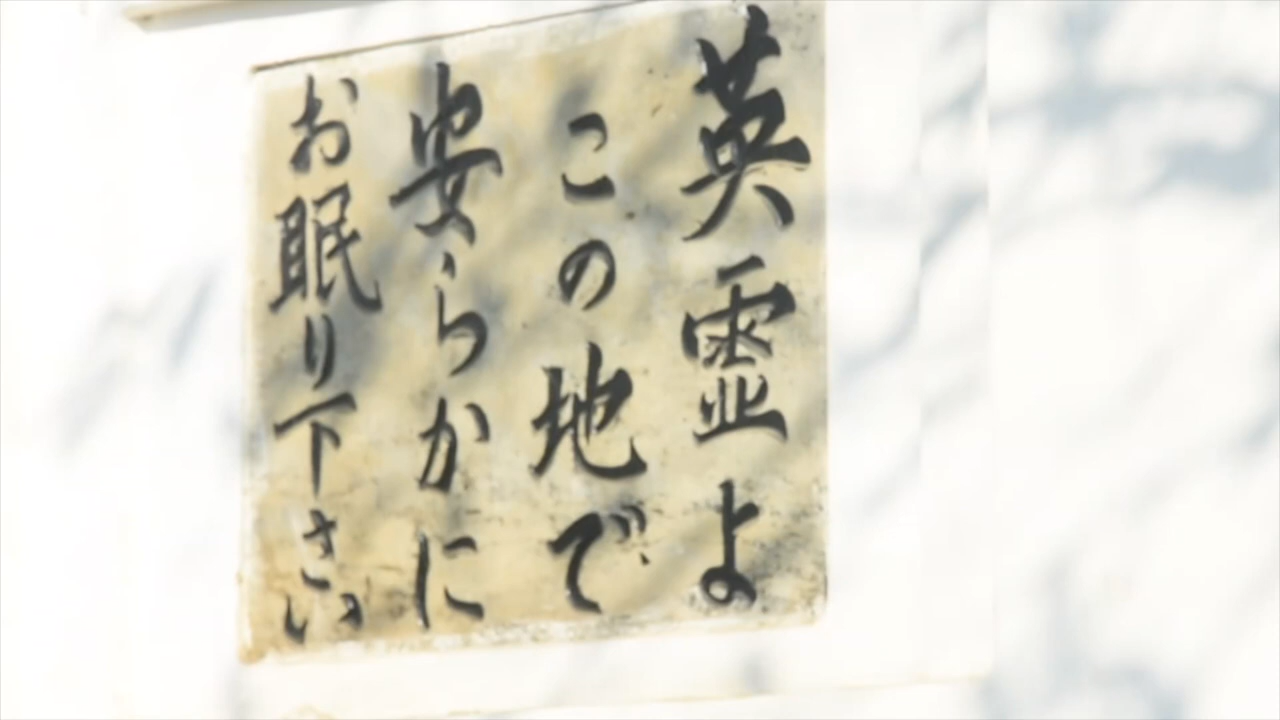 英霊よ
この地で
安らかに
お眠り下さい